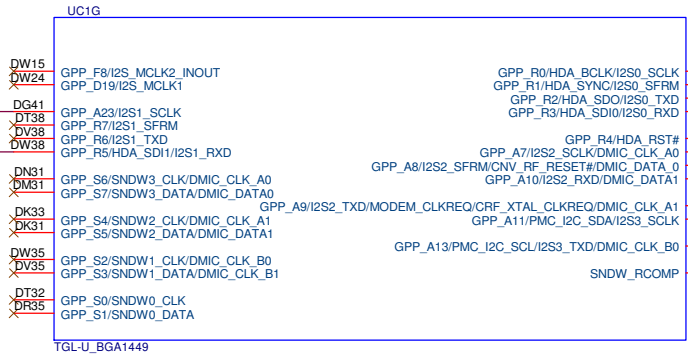 UC1G
DW15 GPP_F8/I2S_MCLK2_INOUT GPP_R0/HDA_BCLK/I2S0_SCLK
DW24 GPP_D19/I2S_MCLK1 GPP_R1/HDA_SYNC/I2S0_SFRM
GPP_R2/HDA_SDO/I2S0_TXD
DG41 GPP_A23/I2S1_SCLK GPP_R3/HDA_SDI0/I2S0_RXD
DT38 GPP_R7/I2S1_SFRM
DV38 GPP_R6/I2S1_TXD GPP_R4/HDA_RST#
DW38 GPP_R5/HDA_SDI1/I2S1_RXD GPP_A7/I2S2_SCLK/DMIC_CLK_A0
GPP_A8/I2S2_SFRM/CNV_RF_RESET#/DMIC_DATA_0
DN31 GPP_S6/SNDW3_CLK/DMIC_CLK_A0 GPP_A10/I2S2_RXD/DMIC_DATA1
DM31 GPP_S7/SNDW3_DATA/DMIC_DATA0
GPP_A9/I2S2_TXD/MODEM_CLKREQ/CRF_XTAL_CLKREQ/DMIC_CLK_A1
DK33 GPP_S4/SNDW2_CLK/DMIC_CLK_A1 GPP_A11/PMC_I2C_SDA/I2S3_SCLK
DK31 GPP_S5/SNDW2_DATA/DMIC_DATA1
GPP_A13/PMC_I2C_SCL/I2S3_TXD/DMIC_CLK_B0
DW35 GPP_S2/SNDW1_CLK/DMIC_CLK_B0
DV35 GPP_S3/SNDW1_DATA/DMIC_CLK_B1 SNDW_RCOMP
DT32 GPP_S0/SNDW0_CLK
DR35 GPP_S1/SNDW0_DATA
TGL-U_BGA1449